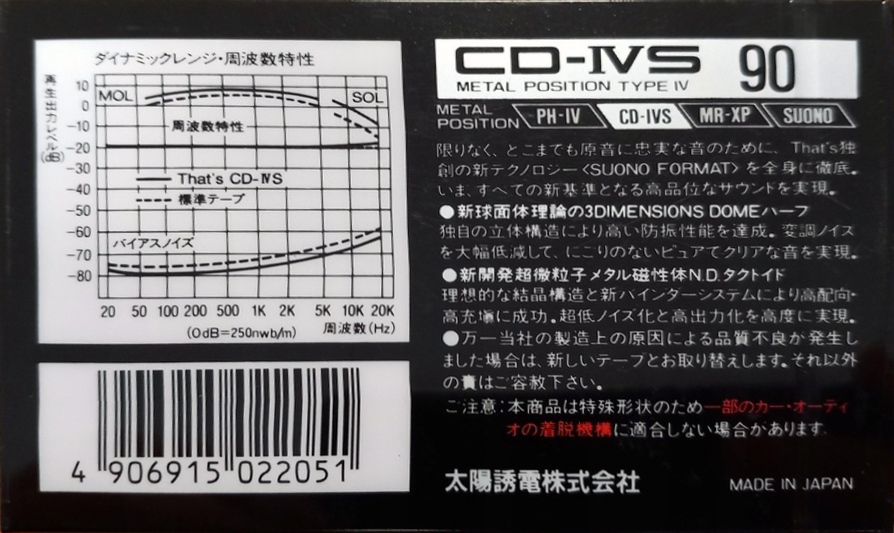 ダイナミックレンジ・周波数特性
再生出力レベル(dB)
10
0
-10
-20
-30
-40
-50
-60
-70
-80
MOL
SOL
周波数特性
That's CD-IVS
標準テープ
バイアスノイズ
20 50 100 200 500 1K 2K 5K 10K 20K
(0dB=250nwb/m) 周波数(Hz)
4 906915 022051
CD-IVS 90
METAL POSITION TYPE IV
METAL POSITION PH-IV CD-IVS MR-XP SUONO
限りなく、どこまでも原音に忠実な音のために、That's独
創の新テクノロジー〈SUONO FORMAT〉を全身に徹底。
いま、すべての新基準となる高品位なサウンドを実現。
●新球面体理論の3DIMENSIONS DOMEハーフ
独自の立体構造により高い防振性能を達成。変調ノイズ
を大幅低減して、にごりのないピュアでクリアな音を実現。
●新開発超微粒子メタル磁性体N.D.タクトイド
理想的な結晶構造と新バインダーシステムにより高配向・
高充塡に成功。超低ノイズ化と高出力化を高度に実現。
●万一当社の製造上の原因による品質不良が発生し
ました場合は、新しいテープとお取り替えします。それ以外
の責はご容赦下さい。
ご注意:本商品は特殊形状のため一部のカー・オーディ
オの着脱機構に適合しない場合があります。
太陽誘電株式会社 MADE IN JAPAN